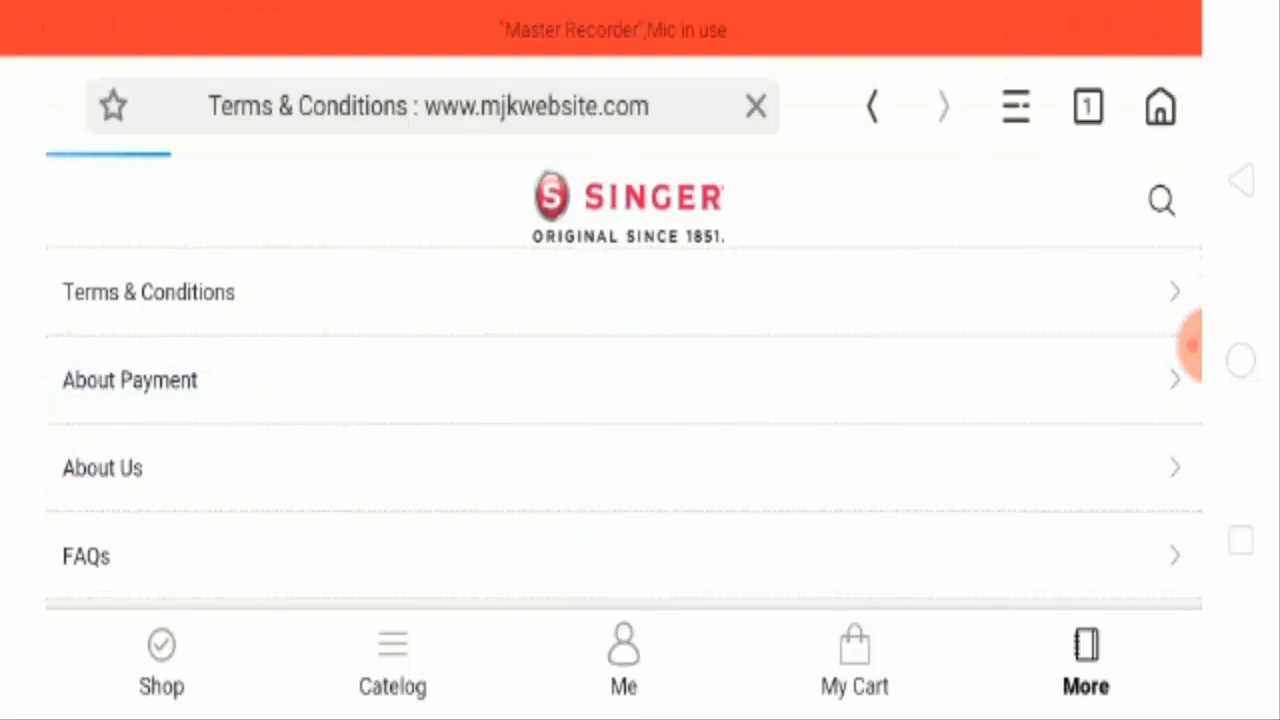 "Master Recorder",Mic in use
Terms & Conditions : www.mjkwebsite.com
1
S SINGER
ORIGINAL SINCE 1851.
Terms & Conditions
About Payment
About Us
FAQs
Shop
Catelog
Me
My Cart
More